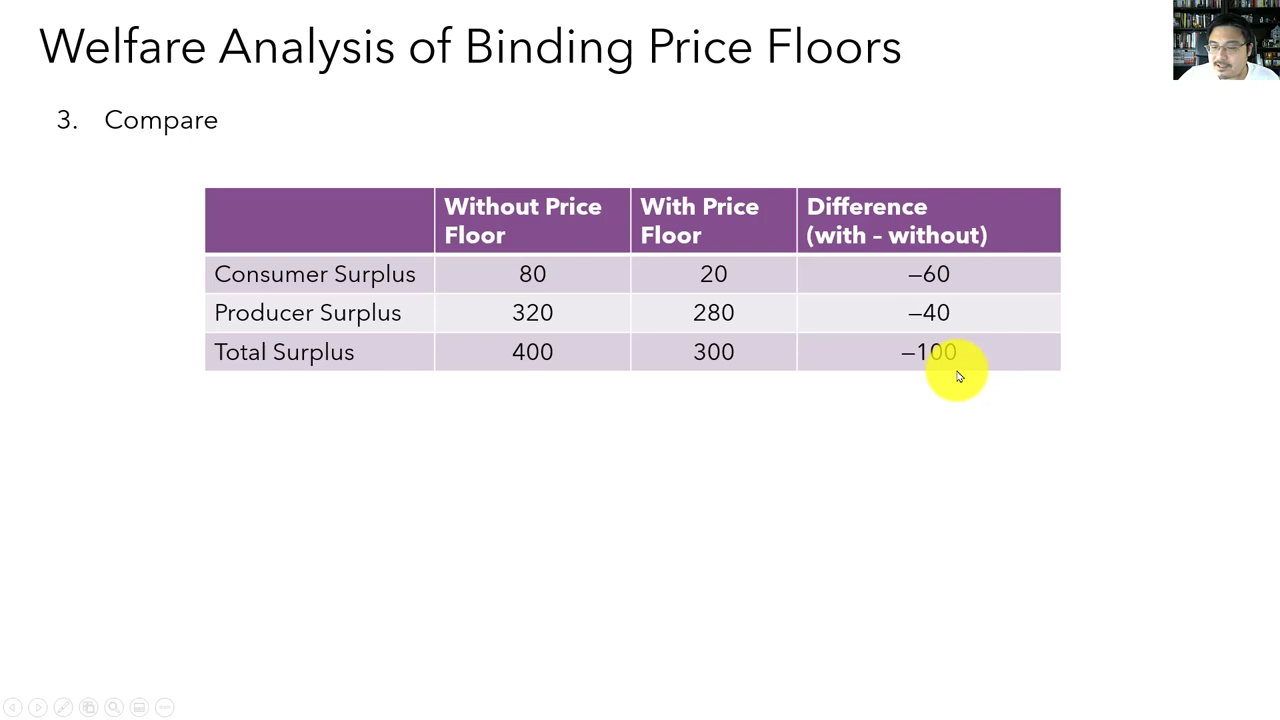 Welfare Analysis of Binding Price Floors
3. Compare
Without Price Floor With Price Floor Difference (with – without)
Consumer Surplus 80 20 –60
Producer Surplus 320 280 –40
Total Surplus 400 300 –100